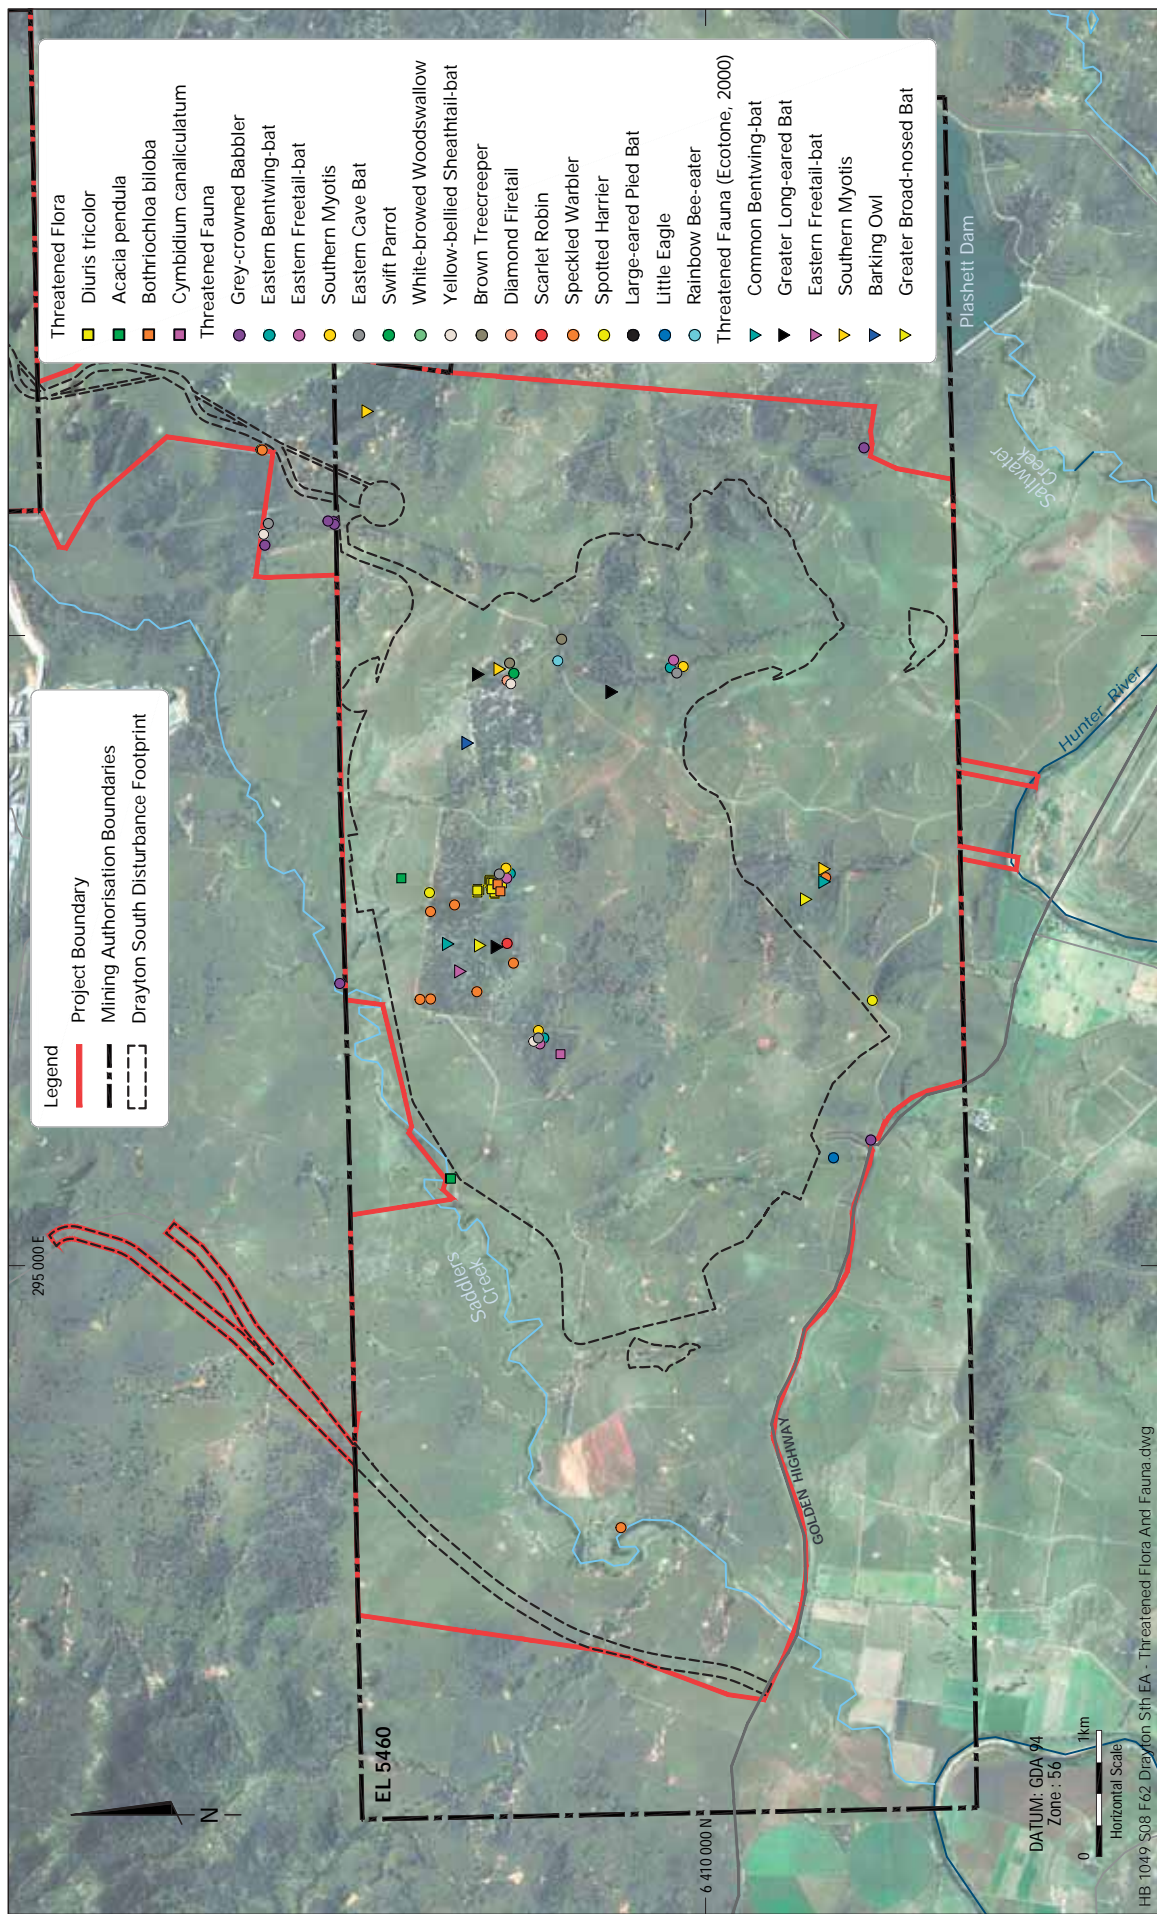 Legend
Project Boundary
Mining Authorisation Boundaries
Drayton South Disturbance Footprint
Threatened Flora
Diuris tricolor
Acacia pendula
Bothriochloa biloba
Cymbidium canaliculatum
Threatened Fauna
Grey-crowned Babbler
Eastern Bentwing-bat
Eastern Freetail-bat
Southern Myotis
Eastern Cave Bat
Swift Parrot
White-browed Woodswallow
Yellow-bellied Sheathtail-bat
Brown Treecreeper
Diamond Firetail
Scarlet Robin
Speckled Warbler
Spotted Harrier
Large-eared Pied Bat
Little Eagle
Rainbow Bee-eater
Threatened Fauna (Ecotone, 2000)
Common Bentwing-bat
Greater Long-eared Bat
Eastern Freetail-bat
Southern Myotis
Barking Owl
Greater Broad-nosed Bat
295 000 E
N
EL 5460
Saddlers
Creek
GOLDEN HIGHWAY
Hunter River
Saltwater
Creek
Plashett Dam
6 410 000 N
DATUM: GDA 94
Zone : 56
0 1km
Horizontal Scale
HB 1049 S08 F62 Drayton Sth EA - Threatened Flora And Fauna.dwg